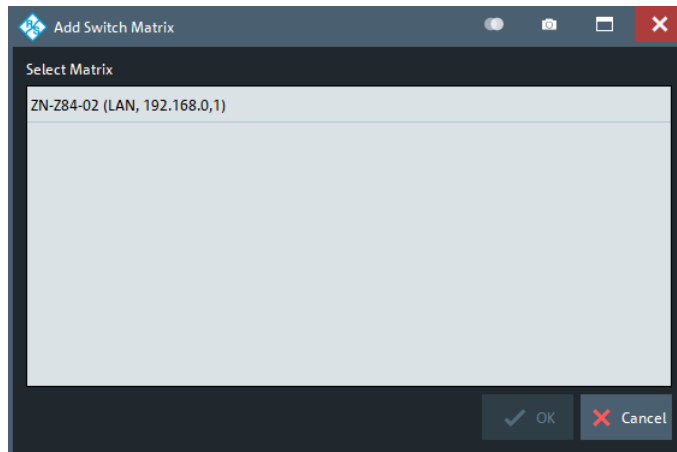 Add Switch Matrix
Select Matrix
ZN-Z84-02 (LAN, 192.168.0,1)
OK
Cancel